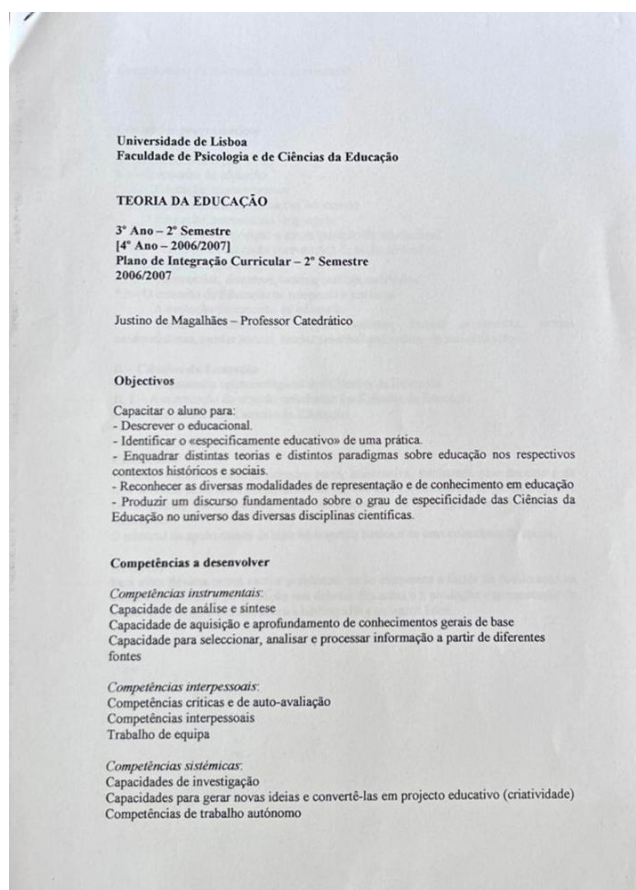 Universidade de Lisboa
Faculdade de Psicologia e de Ciências da Educação
TEORIA DA EDUCAÇÃO
3º Ano – 2º Semestre
[4º Ano – 2006/2007]
Plano de Integração Curricular – 2º Semestre
2006/2007
Justino de Magalhães – Professor Catedrático
Objectivos
Capacitar o aluno para:
- Descrever o educacional.
- Identificar o «especificamente educativo» de uma prática.
- Enquadrar distintas teorias e distintos paradigmas sobre educação nos respectivos
contextos históricos e sociais.
- Reconhecer as diversas modalidades de representação e de conhecimento em educação
- Produzir um discurso fundamentado sobre o grau de especificidade das Ciências da
Educação no universo das diversas disciplinas científicas.
Competências a desenvolver
Competências instrumentais:
Capacidade de análise e síntese
Capacidade de aquisição e aprofundamento de conhecimentos gerais de base
Capacidade para seleccionar, analisar e processar informação a partir de diferentes
fontes
Competências interpessoais:
Competências críticas e de auto-avaliação
Competências interpessoais
Trabalho de equipa
Competências sistémicas:
Capacidades de investigação
Capacidades para gerar novas ideias e convertê-las em projecto educativo (criatividade)
Competências de trabalho autónomo